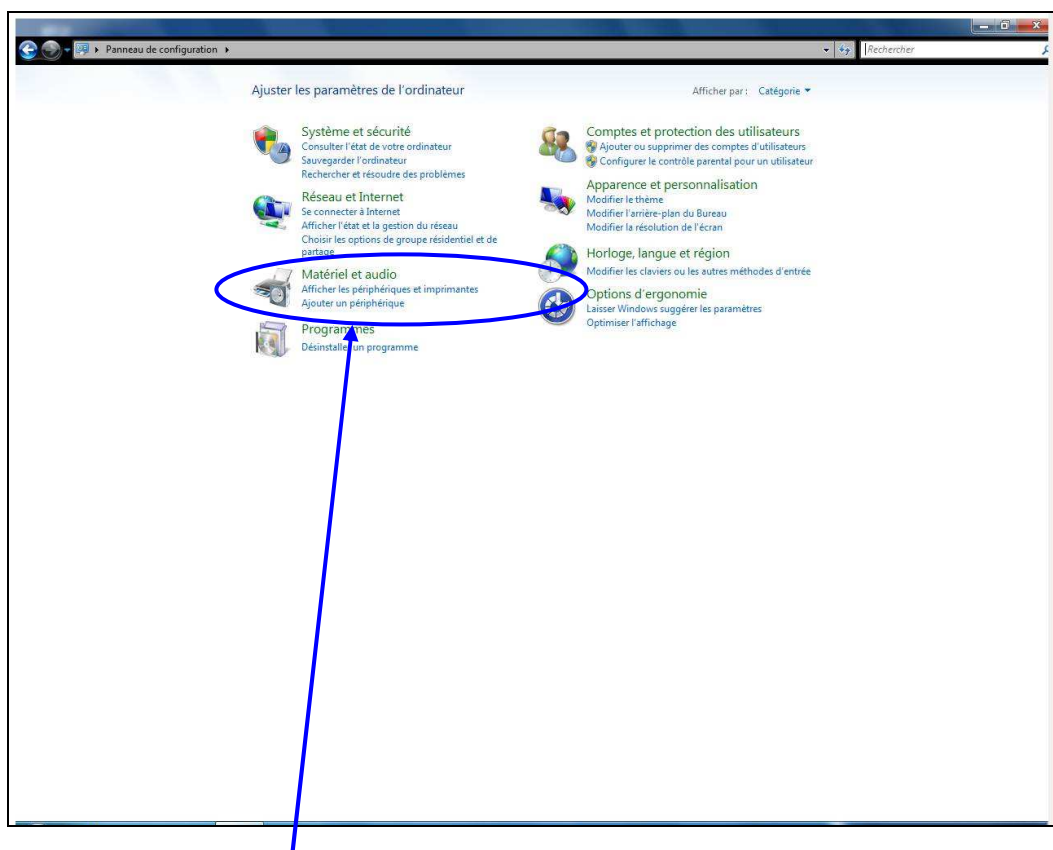 Panneau de configuration
Rechercher
Ajuster les paramètres de l'ordinateur
Afficher par : Catégorie
Système et sécurité
Consulter l'état de votre ordinateur
Sauvegarder l'ordinateur
Rechercher et résoudre des problèmes
Réseau et Internet
Se connecter à Internet
Afficher l'état et la gestion du réseau
Choisir les options de groupe résidentiel et de
partage
Matériel et audio
Afficher les périphériques et imprimantes
Ajouter un périphérique
Programmes
Désinstaller un programme
Comptes et protection des utilisateurs
Ajouter ou supprimer des comptes d'utilisateurs
Configurer le contrôle parental pour un utilisateur
Apparence et personnalisation
Modifier le thème
Modifier l'arrière-plan du Bureau
Modifier la résolution de l'écran
Horloge, langue et région
Modifier les claviers ou les autres méthodes d'entrée
Options d'ergonomie
Laisser Windows suggérer les paramètres
Optimiser l'affichage